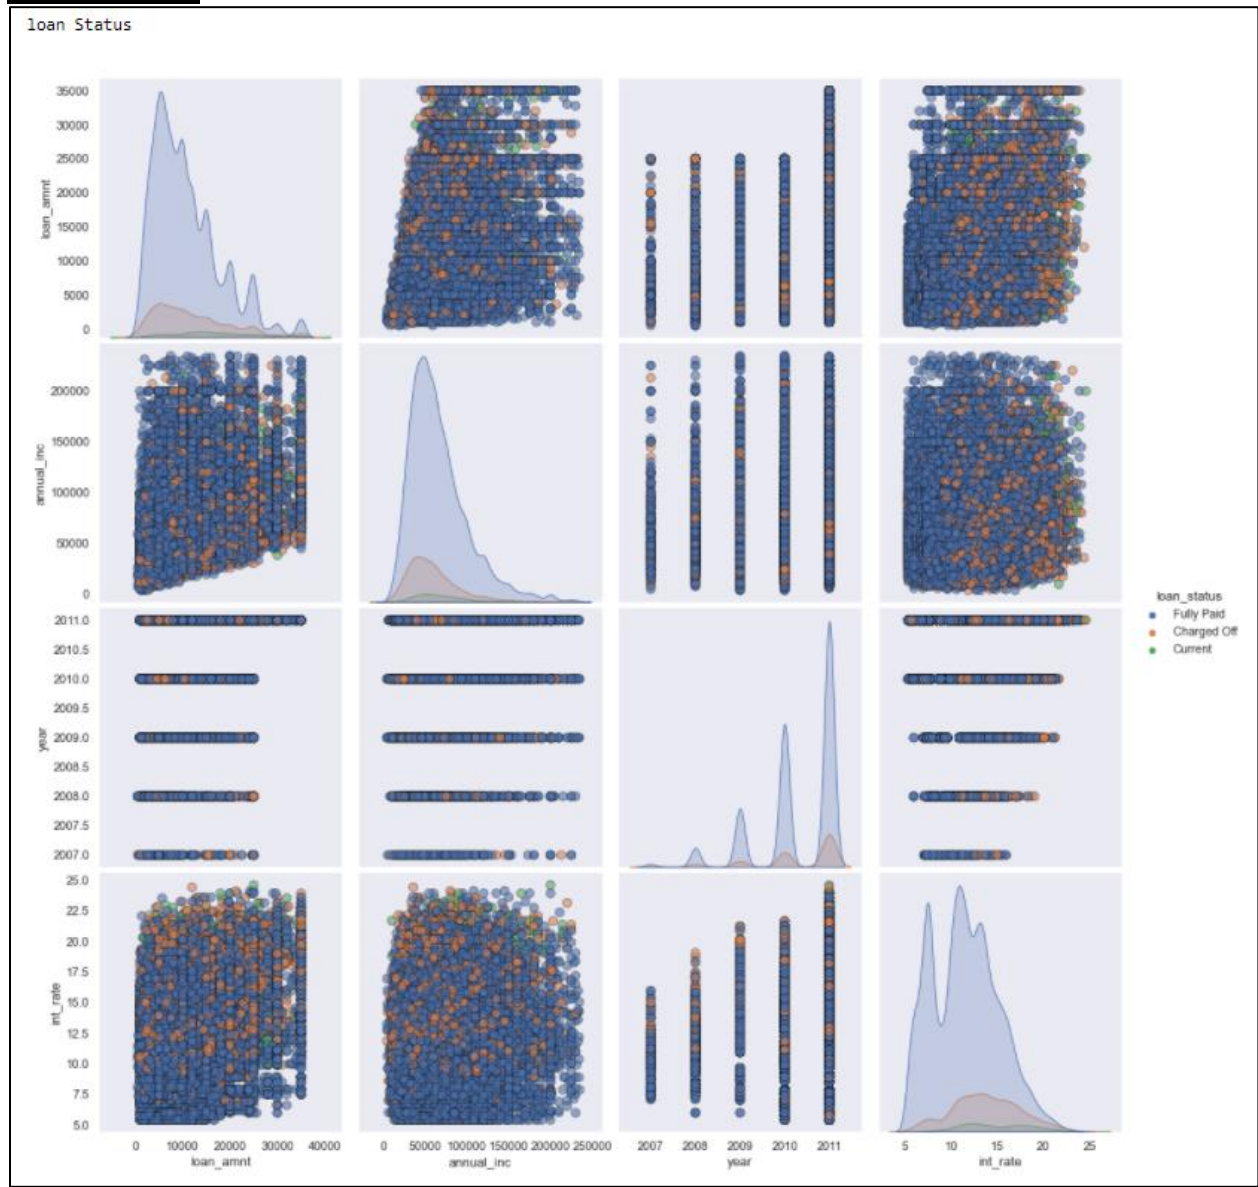 loan Status
35000
30000
25000
20000
15000
10000
5000
0
loan_amnt
200000
150000
100000
50000
0
annual_inc
2011.0
2010.5
2010.0
2009.5
2009.0
2008.5
2008.0
2007.5
2007.0
year
25.0
22.5
20.0
17.5
15.0
12.5
10.0
7.5
5.0
int_rate
0 10000 20000 30000 40000
loan_amnt
0 50000 100000 150000 200000 250000
annual_inc
2007 2008 2009 2010 2011
year
5 10 15 20 25
int_rate
loan_status
Fully Paid
Charged Off
Current